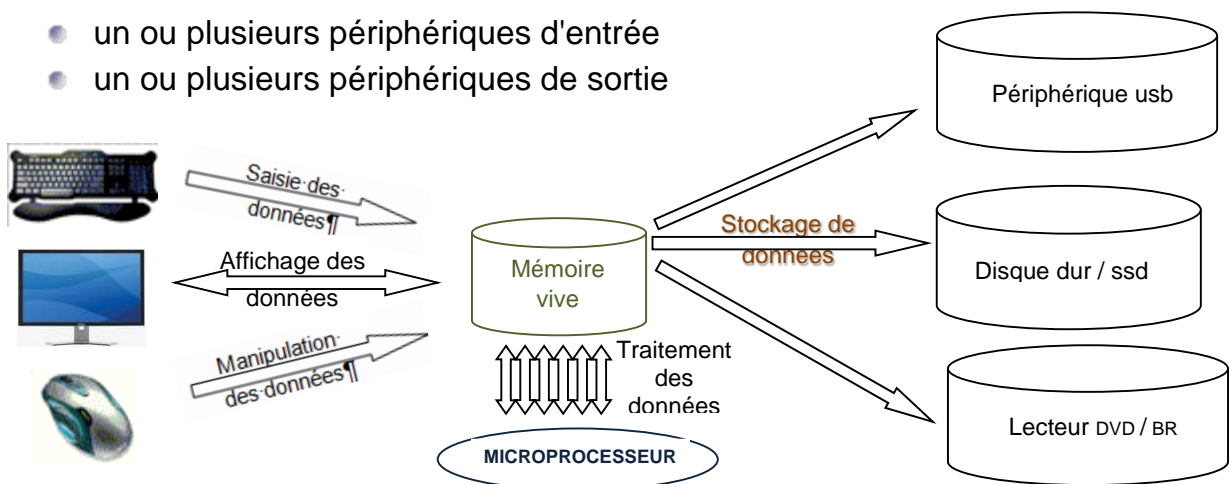 un ou plusieurs périphériques d'entrée
un ou plusieurs périphériques de sortie
Périphérique usb
Saisie·des·
données¶
Stockage de
données
Affichage des
données
Mémoire
vive
Disque dur / ssd
Manipulation·
des·données¶
Traitement
des
données
Lecteur DVD / BR
MICROPROCESSEUR